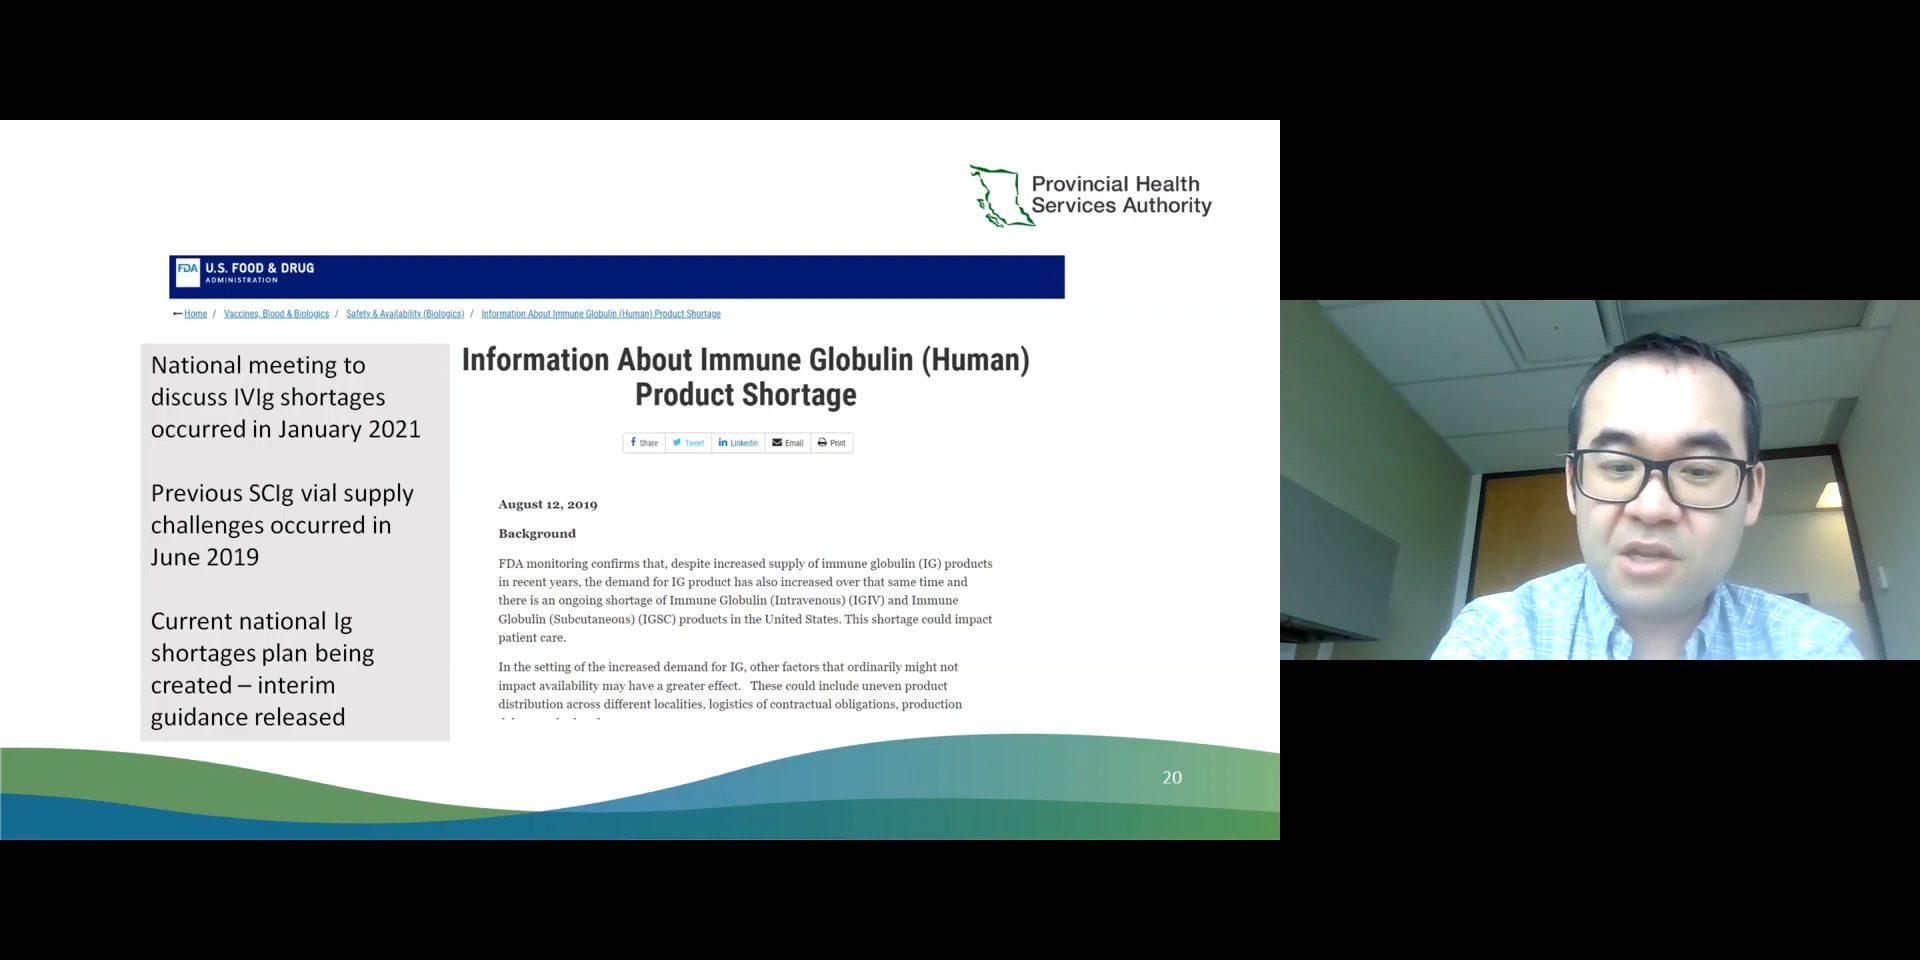 Provincial Health
Services Authority
FDA U.S. FOOD & DRUG
ADMINISTRATION
Home / Vaccines, Blood & Biologics / Safety & Availability (Biologics) / Information About Immune Globulin (Human) Product Shortage
National meeting to
discuss IVIg shortages
occurred in January 2021
Previous SCIg vial supply
challenges occurred in
June 2019
Current national Ig
shortages plan being
created – interim
guidance released
Information About Immune Globulin (Human)
Product Shortage
Share Tweet in Linkedin Email Print
August 12, 2019
Background
FDA monitoring confirms that, despite increased supply of immune globulin (IG) products
in recent years, the demand for IG product has also increased over that same time and
there is an ongoing shortage of Immune Globulin (Intravenous) (IGIV) and Immune
Globulin (Subcutaneous) (IGSC) products in the United States. This shortage could impact
patient care.
In the setting of the increased demand for IG, other factors that ordinarily might not
impact availability may have a greater effect. These could include uneven product
distribution across different localities, logistics of contractual obligations, production
20